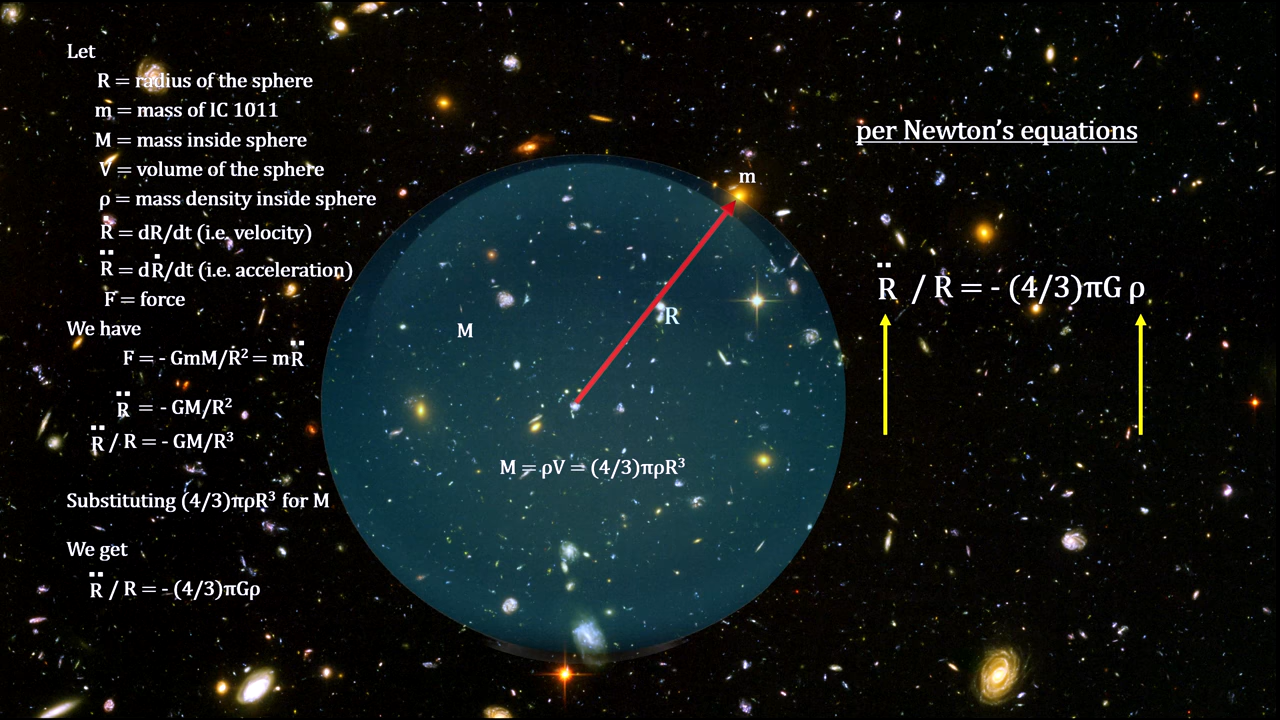 Let
R = radius of the sphere
m = mass of IC 1011
M = mass inside sphere
V = volume of the sphere
ρ = mass density inside sphere
Ṙ = dR/dt (i.e. velocity)
R̈ = dṘ/dt (i.e. acceleration)
F = force
We have
F = - GmM/R² = mR̈
R̈ = - GM/R²
R̈ / R = - GM/R³
Substituting (4/3)πρR³ for M
We get
R̈ / R = - (4/3)πGρ
m
R
M
M = ρV = (4/3)πρR³
per Newton’s equations
R̈ / R = - (4/3)πG ρ